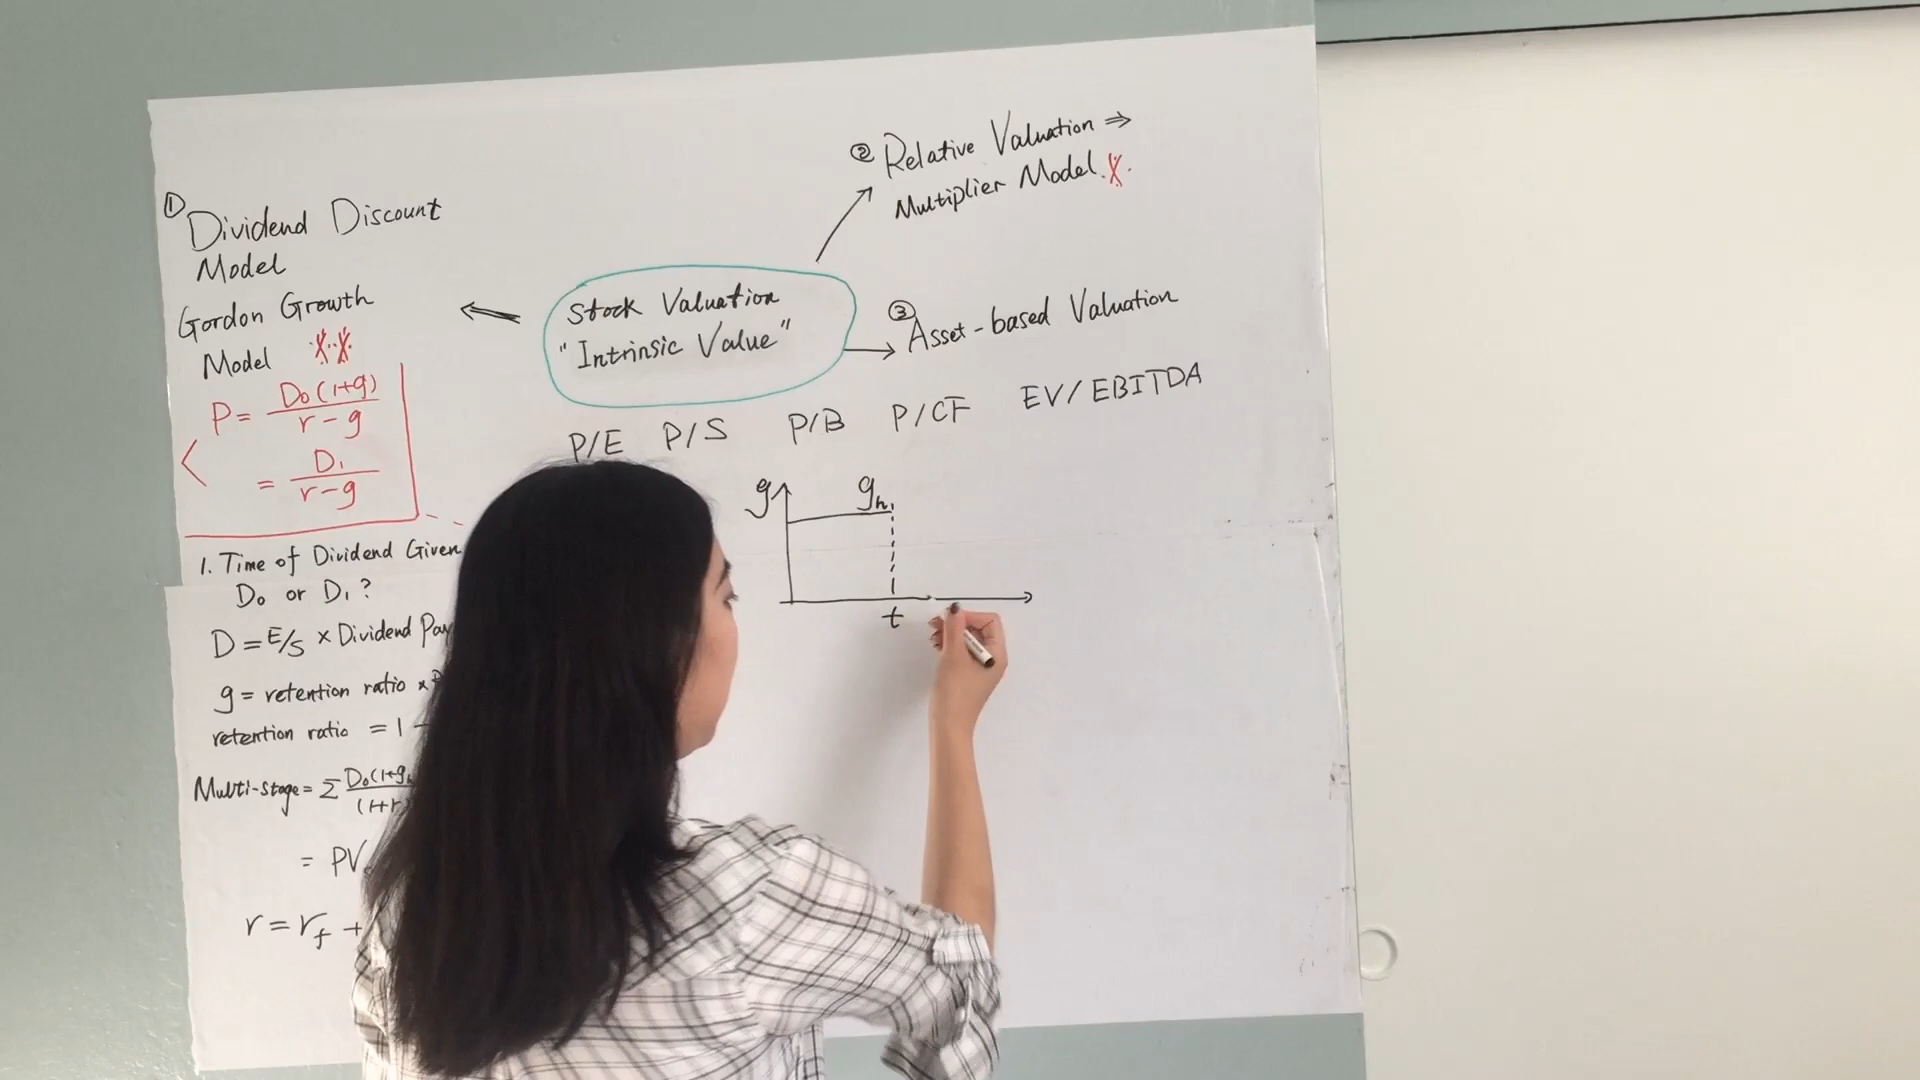 ① Dividend Discount
Model
Gordon Growth
Model
P = D₀(1+g) / r-g
= D₁ / r-g
1. Time of Dividend Given
D₀ or D₁?
D = E/S × Dividend
g = retention ratio ×
retention ratio = 1 -
Multi-stage = Σ D₀(1+gₕ / (1+r)
= PV
r = r_f +
Stock Valuation
"Intrinsic Value"
② Relative Valuation ⇒
Multiplier Model
③ Asset-based Valuation
P/E P/S P/B P/CF EV/EBITDA
g gₕ
t